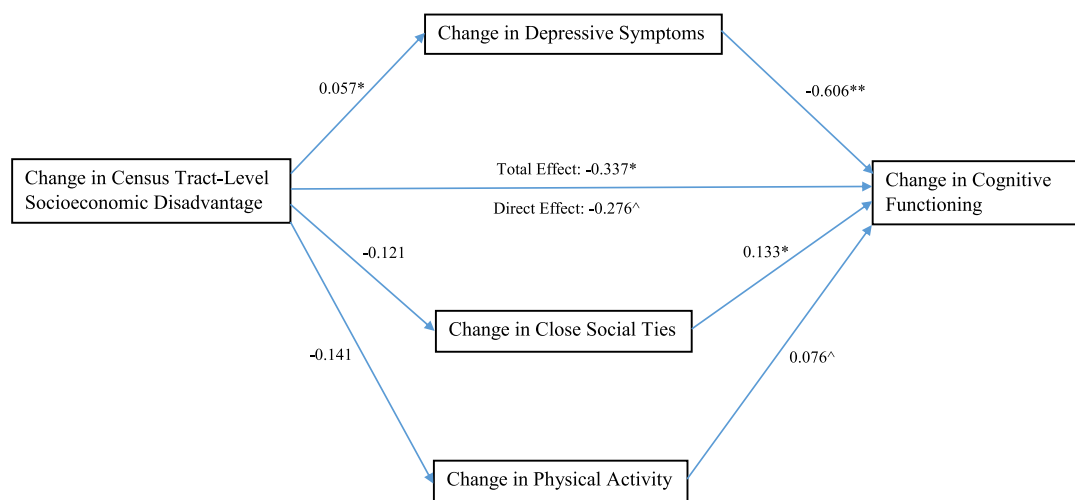 Change in Depressive Symptoms
0.057*
-0.606**
Change in Census Tract-Level
Socioeconomic Disadvantage
Total Effect: -0.337*
Direct Effect: -0.276^
Change in Cognitive
Functioning
-0.121
0.133*
Change in Close Social Ties
-0.141
0.076^
Change in Physical Activity